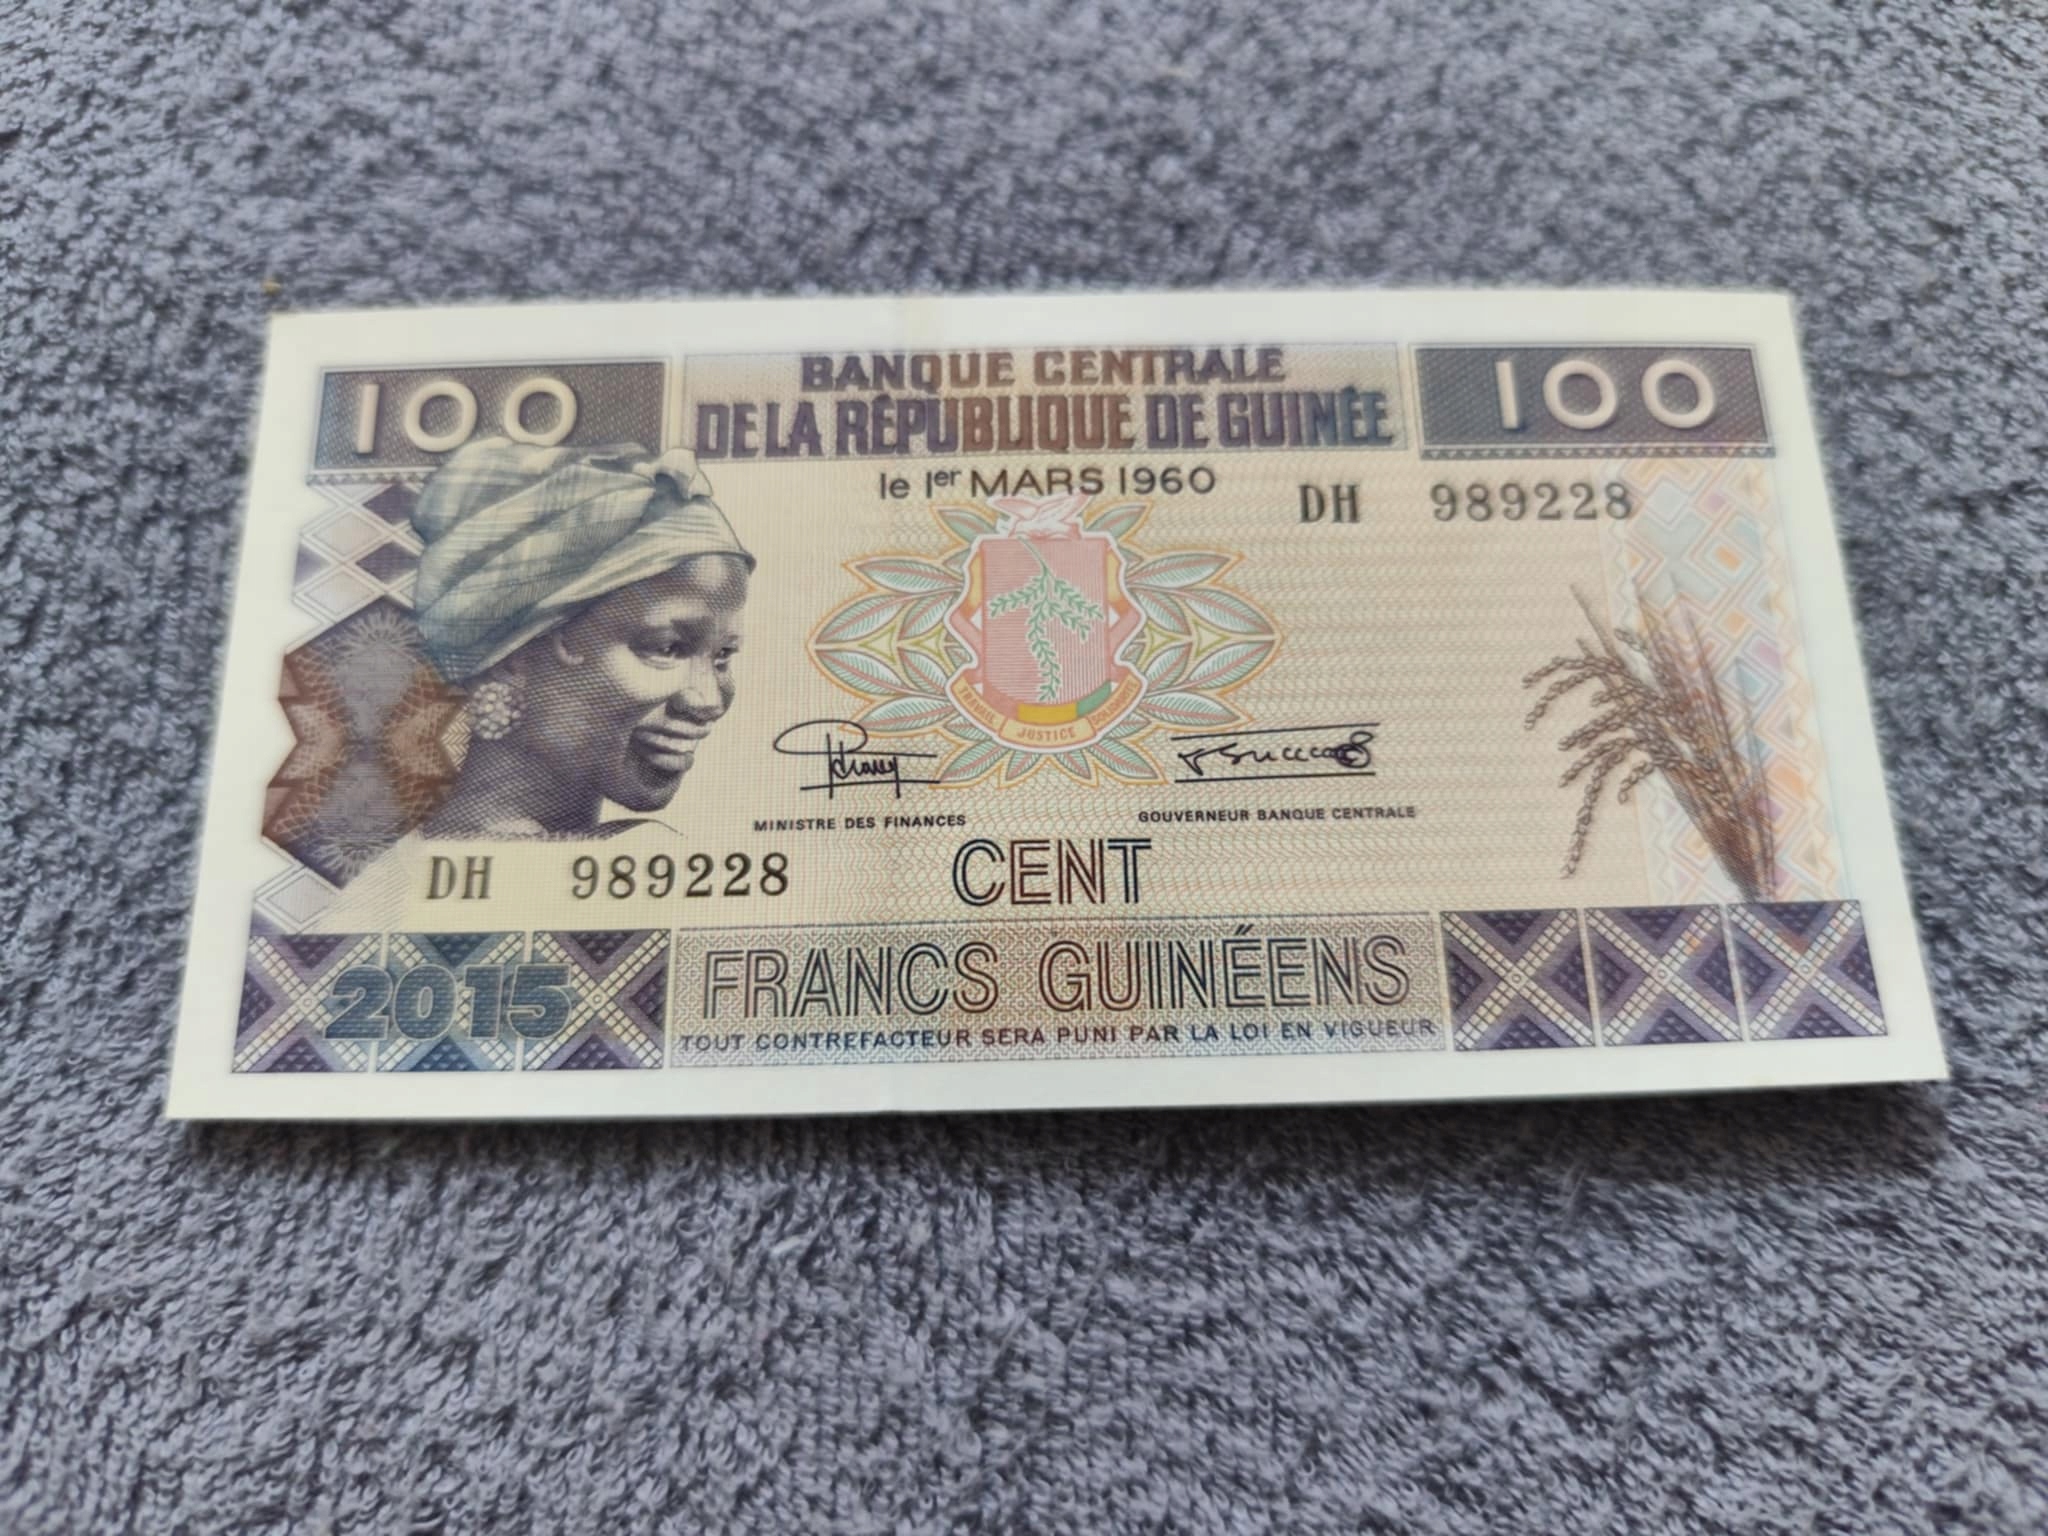 100
BANQUE CENTRALE
DE LA RÉPUBLIQUE DE GUINÉE
100
le 1er MARS 1960
DH 989228
TRAVAIL JUSTICE SOLIDARITÉ
MINISTRE DES FINANCES
GOUVERNEUR BANQUE CENTRALE
DH 989228
CENT
FRANCS GUINÉENS
2015
TOUT CONTREFACTEUR SERA PUNI PAR LA LOI EN VIGUEUR